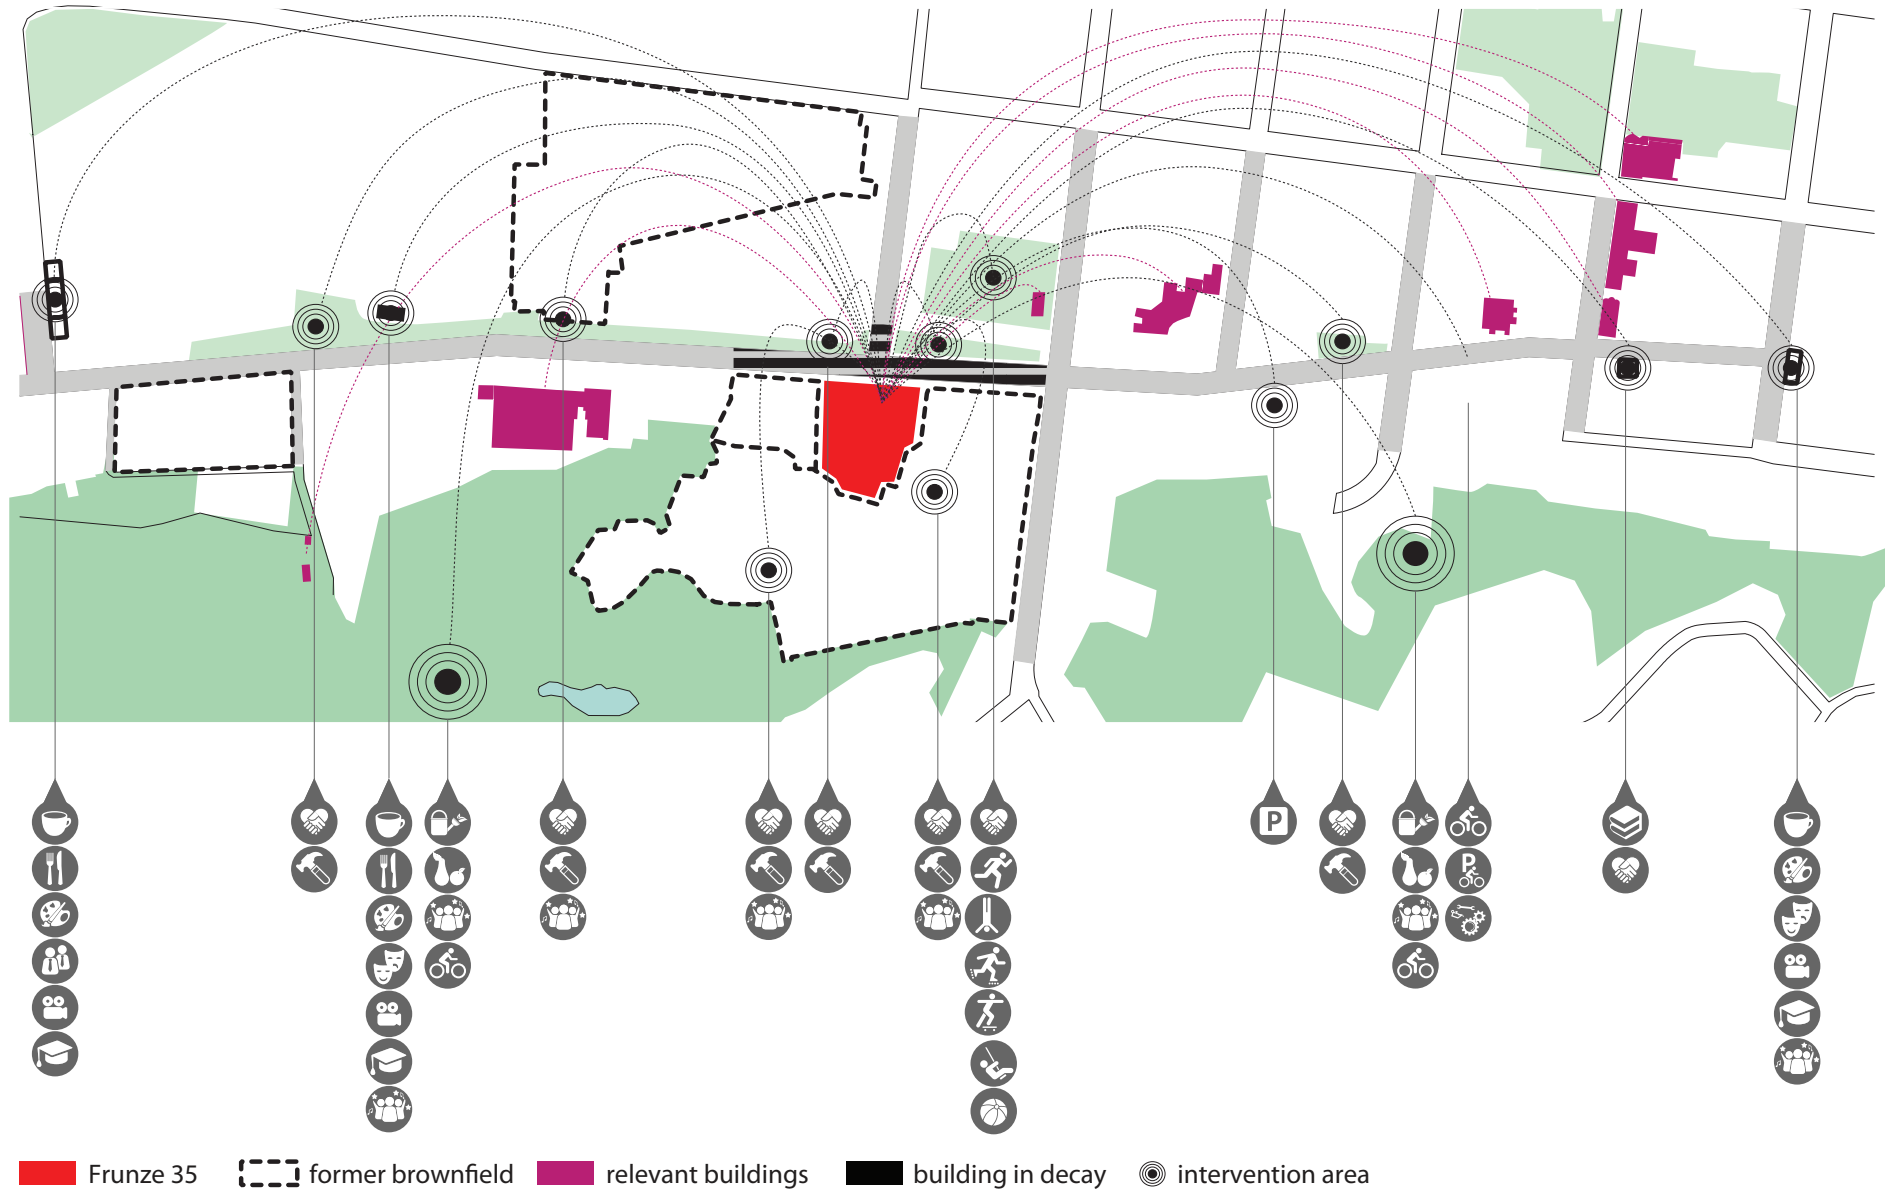 P
P
Frunze 35
former brownfield
relevant buildings
building in decay
intervention area